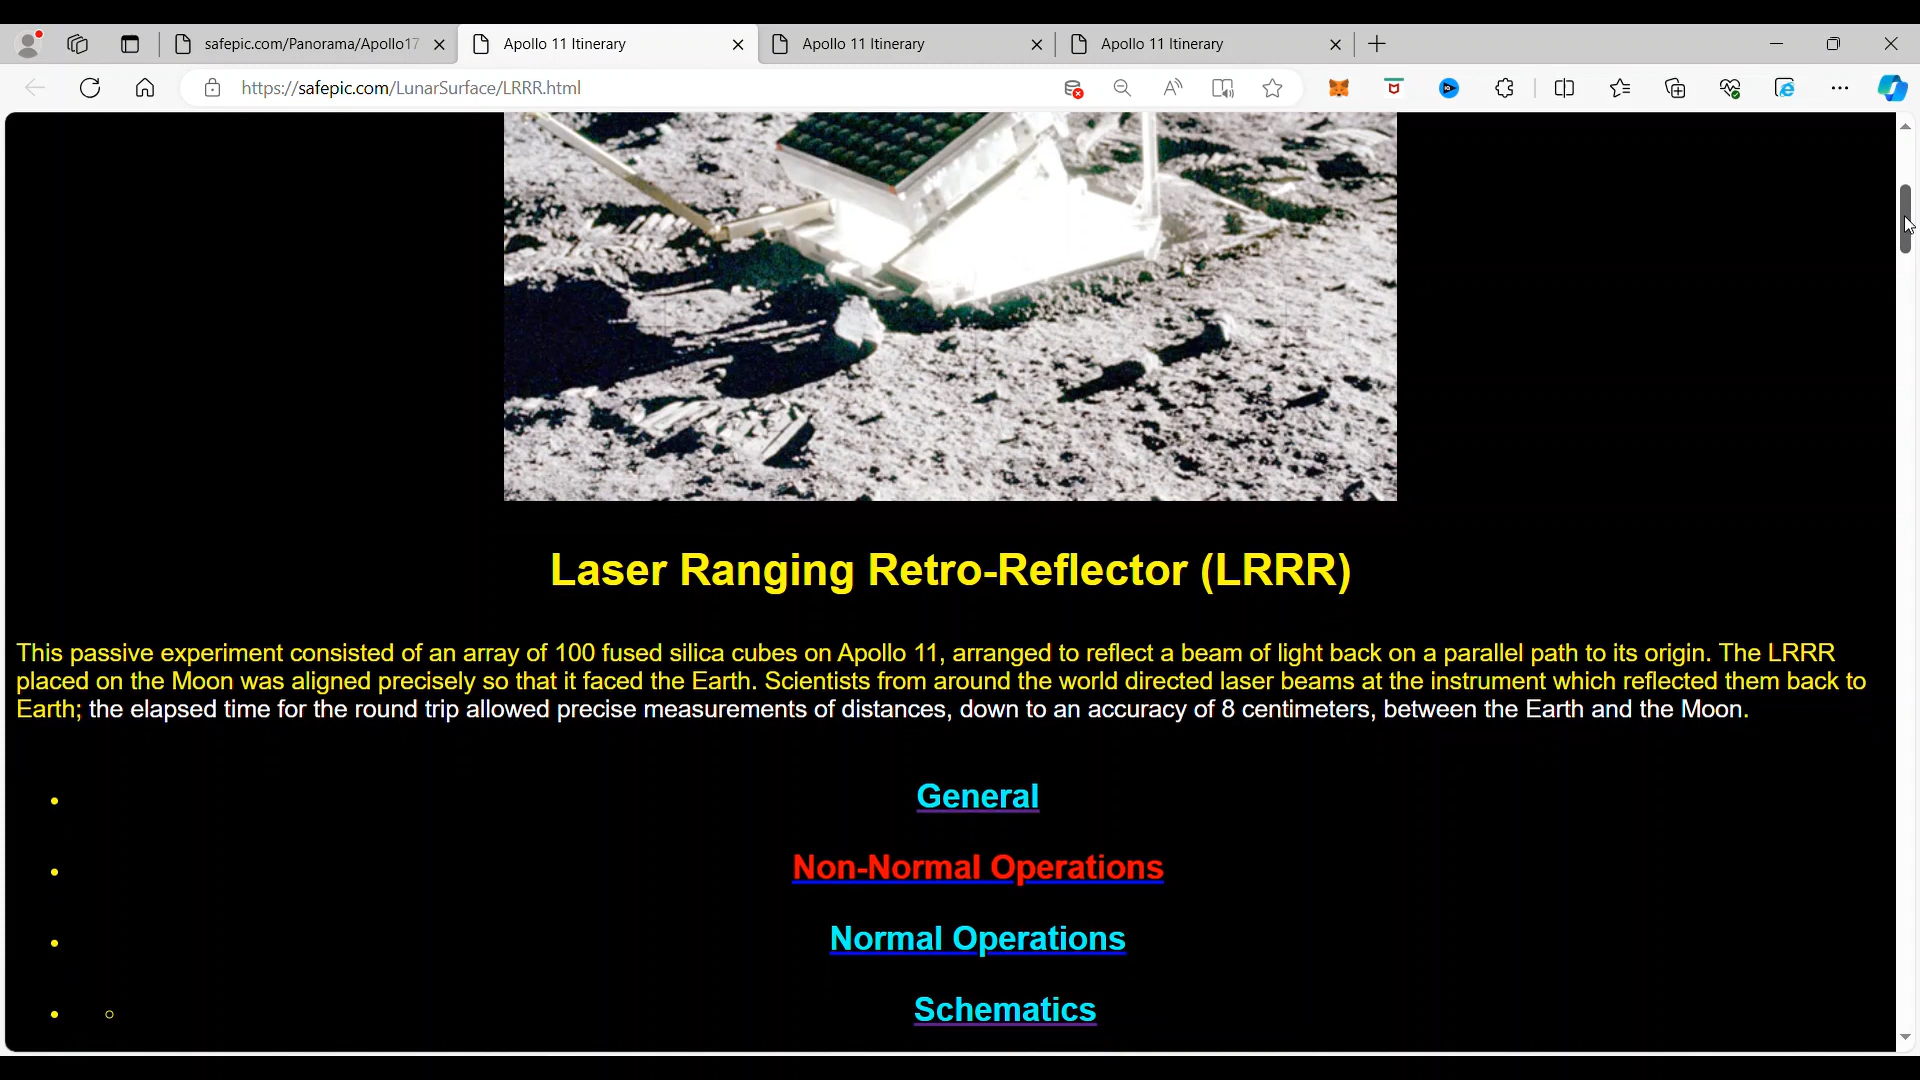 safepic.com/Panorama/Apollo17
Apollo 11 Itinerary
Apollo 11 Itinerary
Apollo 11 Itinerary
https://safepic.com/LunarSurface/LRRR.html
Laser Ranging Retro-Reflector (LRRR)
This passive experiment consisted of an array of 100 fused silica cubes on Apollo 11, arranged to reflect a beam of light back on a parallel path to its origin. The LRRR
placed on the Moon was aligned precisely so that it faced the Earth. Scientists from around the world directed laser beams at the instrument which reflected them back to
Earth; the elapsed time for the round trip allowed precise measurements of distances, down to an accuracy of 8 centimeters, between the Earth and the Moon.
General
Non-Normal Operations
Normal Operations
Schematics